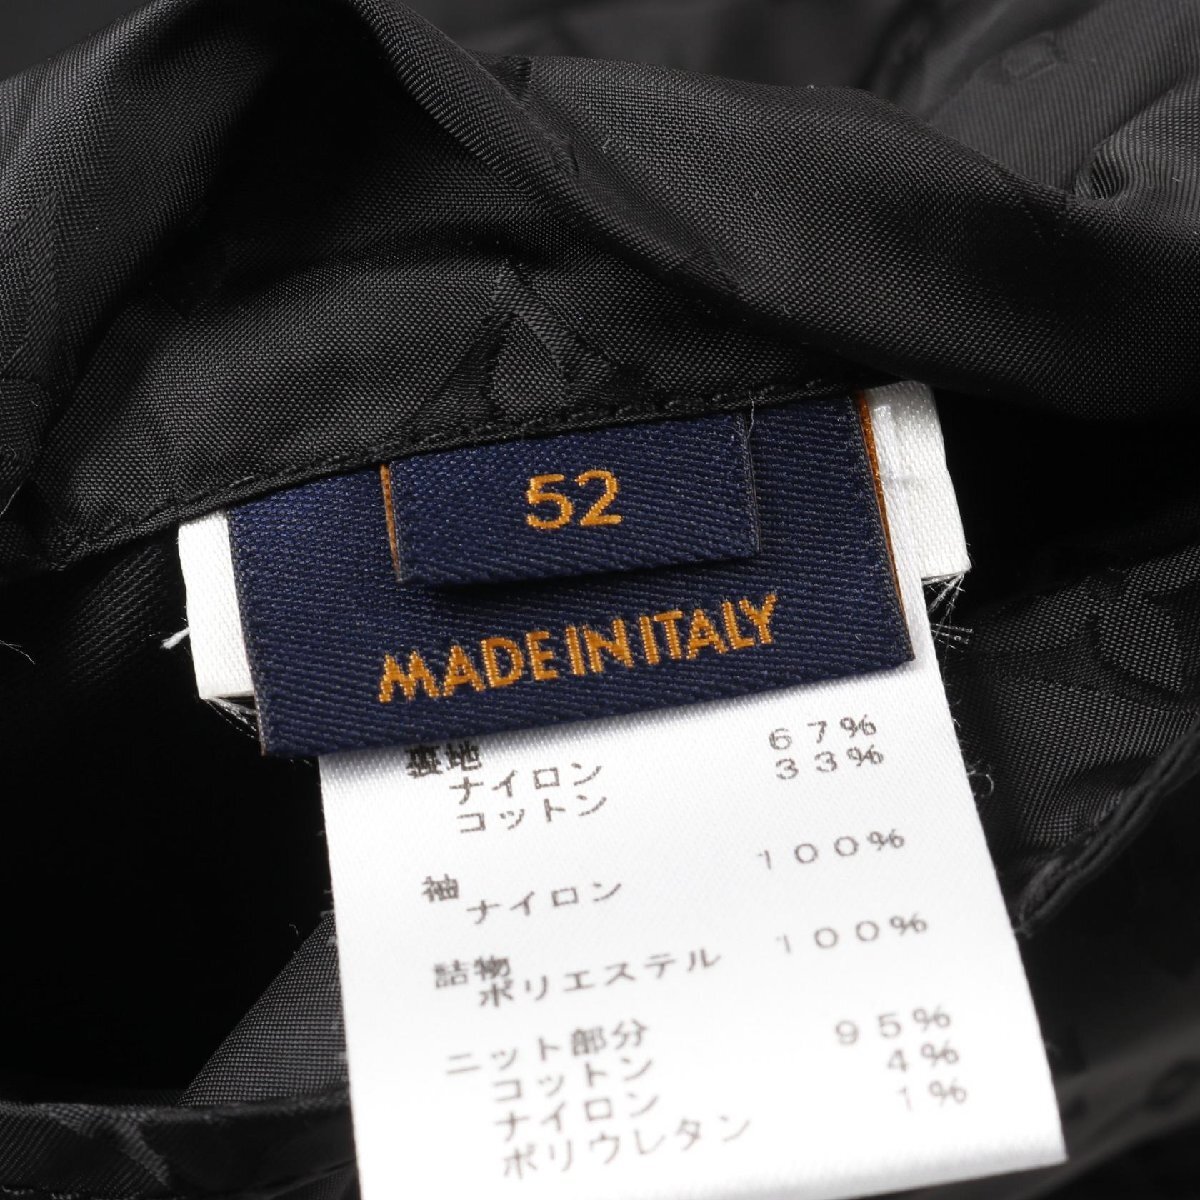 52
MADE IN ITALY
裏地
ナイロン 67%
コットン 33%
袖
ナイロン 100%
詰物
ポリエステル 100%
ニット部分
コットン 95%
ナイロン 4%
ポリウレタン 1%